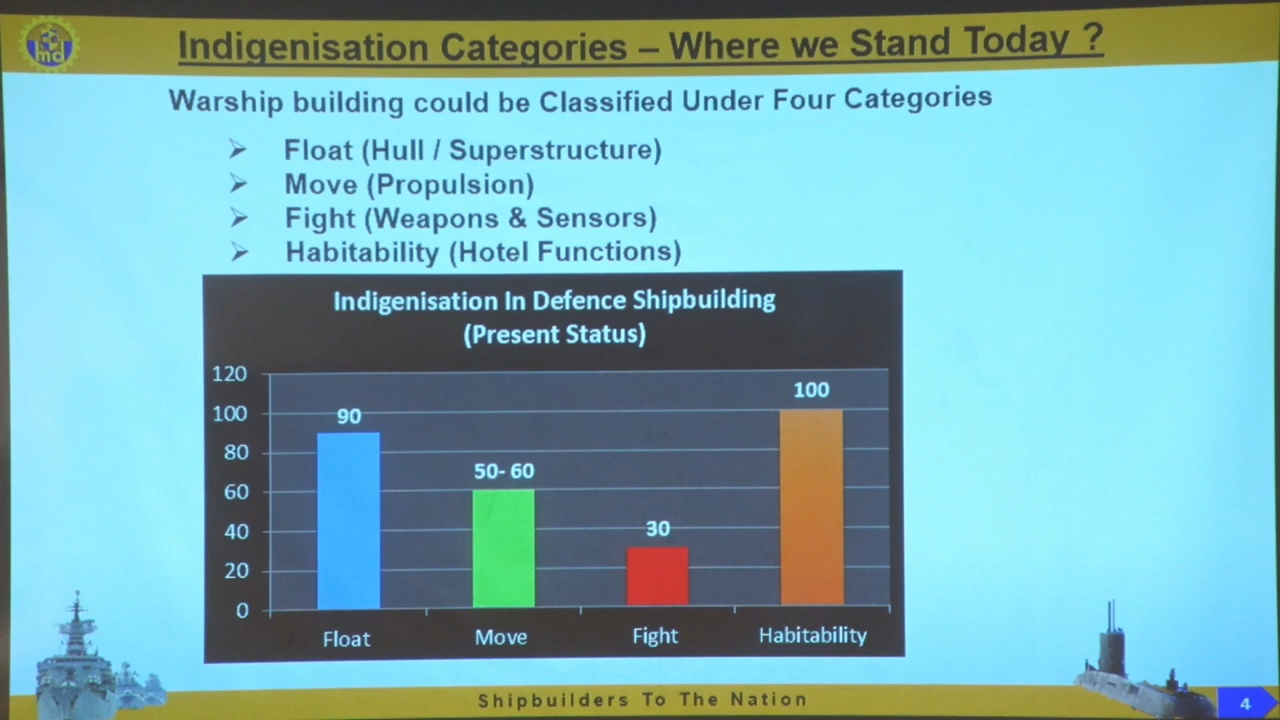 Indigenisation Categories – Where we Stand Today ?
Warship building could be Classified Under Four Categories
➢ Float (Hull / Superstructure)
➢ Move (Propulsion)
➢ Fight (Weapons & Sensors)
➢ Habitability (Hotel Functions)
Indigenisation In Defence Shipbuilding
(Present Status)
120
100
80
60
40
20
0
90
50- 60
30
100
Float Move Fight Habitability
Shipbuilders To The Nation
4